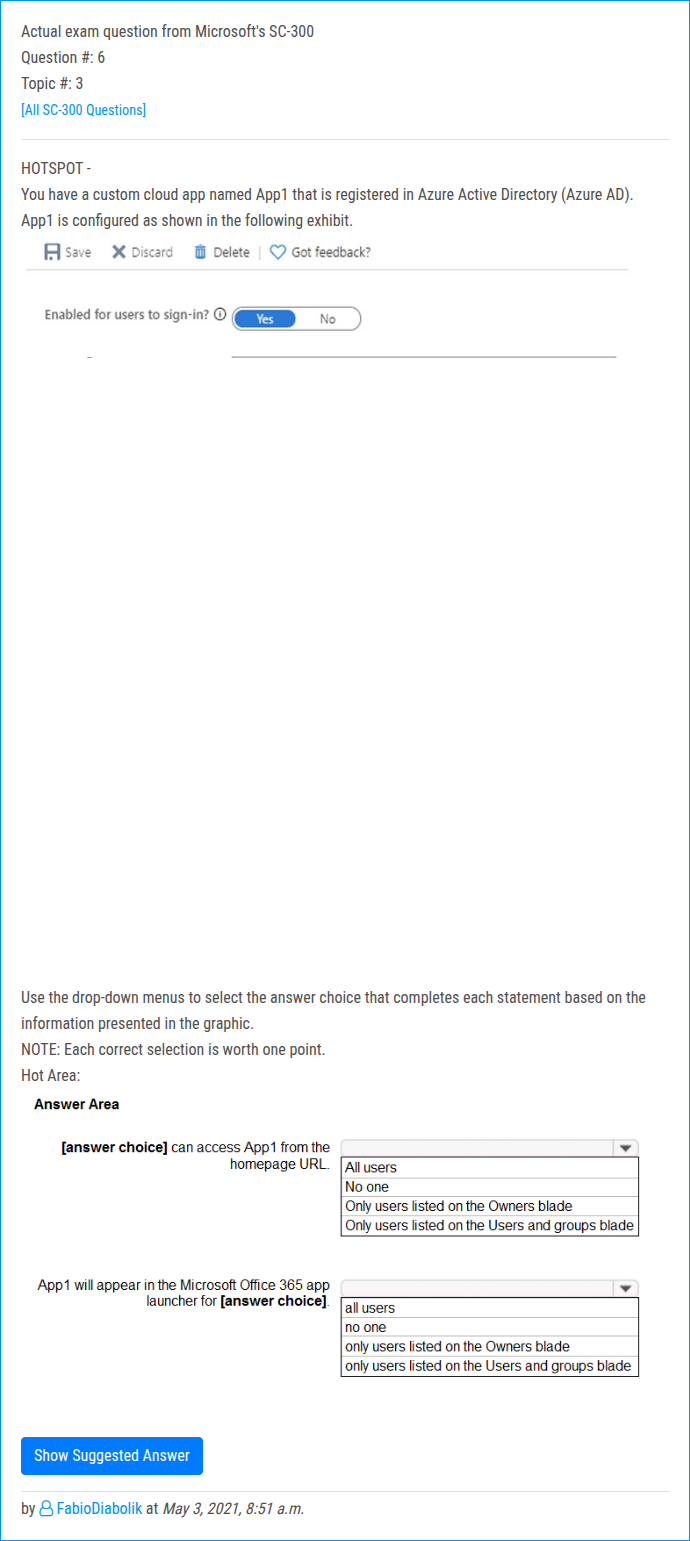 Actual exam question from Microsoft's SC-300
Question #: 6
Topic #: 3
[All SC-300 Questions]
HOTSPOT -
You have a custom cloud app named App1 that is registered in Azure Active Directory (Azure AD).
App1 is configured as shown in the following exhibit.
Save Discard Delete | Got feedback?
Enabled for users to sign-in? Yes No
Use the drop-down menus to select the answer choice that completes each statement based on the
information presented in the graphic.
NOTE: Each correct selection is worth one point.
Hot Area:
Answer Area
[answer choice] can access App1 from the
homepage URL.
All users
No one
Only users listed on the Owners blade
Only users listed on the Users and groups blade
App1 will appear in the Microsoft Office 365 app
launcher for [answer choice].
all users
no one
only users listed on the Owners blade
only users listed on the Users and groups blade
Show Suggested Answer
by FabioDiabolik at May 3, 2021, 8:51 a.m.